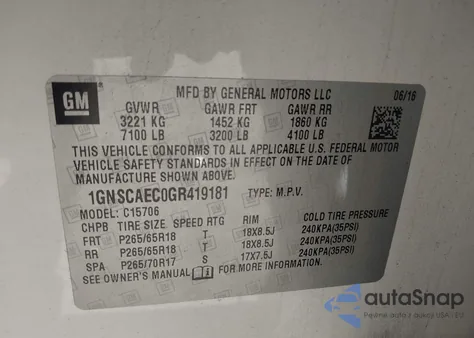 GM
MFD BY GENERAL MOTORS LLC 06/16
GVWR GAWR FRT GAWR RR
3221 KG 1452 KG 1860 KG
7100 LB 3200 LB 4100 LB
THIS VEHICLE CONFORMS TO ALL APPLICABLE U.S. FEDERAL MOTOR
VEHICLE SAFETY STANDARDS IN EFFECT ON THE DATE OF
MANUFACTURE SHOWN ABOVE.
1GNSCAEC0GR419181 TYPE: M.P.V.
MODEL: C15706
CHPB TIRE SIZE SPEED RTG RIM COLD TIRE PRESSURE
FRT P265/65R18 T 18X8.5J 240KPA(35PSI)
RR P265/65R18 T 18X8.5J 240KPA(35PSI)
SPA P265/70R17 S 17X7.5J 240KPA(35PSI)
SEE OWNER'S MANUAL FOR MORE INFORMATION.
autoSnap